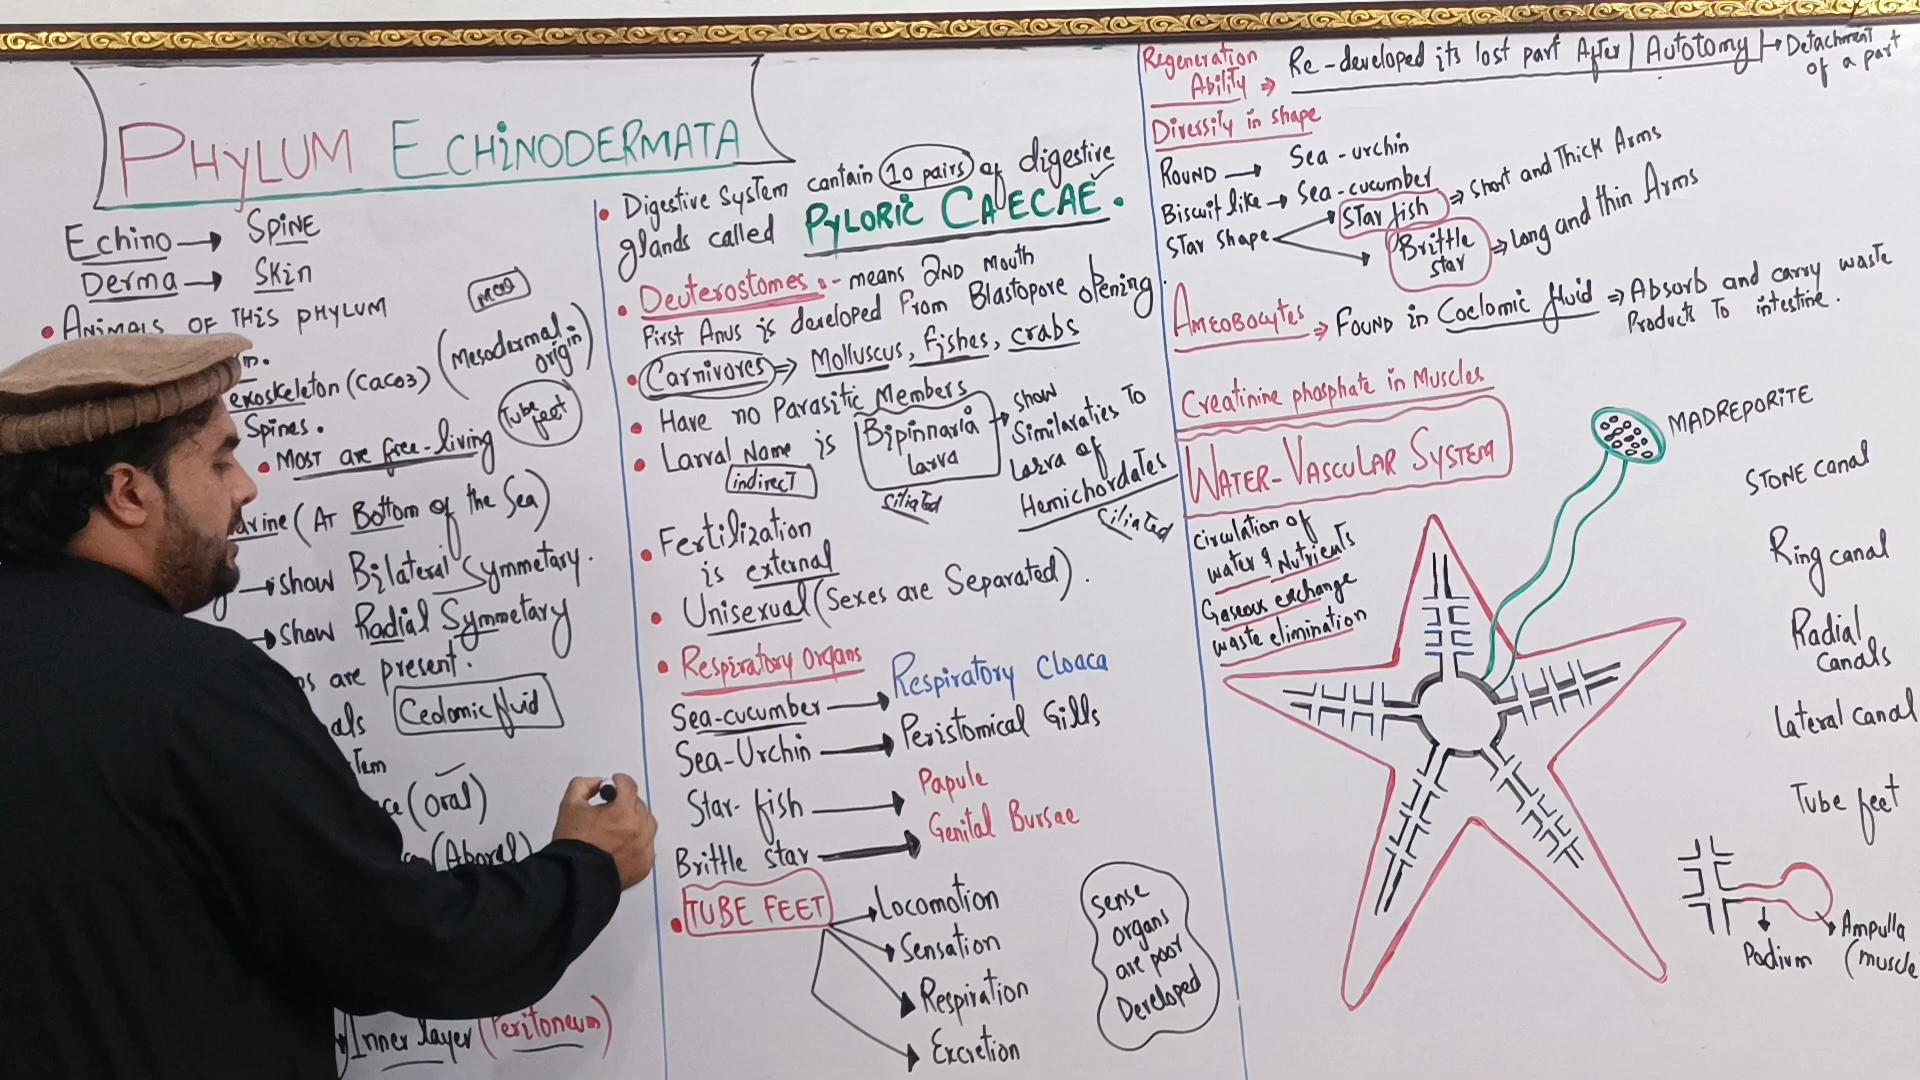 PHYLUM ECHINODERMATA
Echino → SPINE
Derma → SKin
ANIMALS OF THiS PHYLUM
exoskeleton (CaCO3) (Mesodermal origin)
Spines.
Tube feet
MOST are free-living
(AT Bottom of the Sea)
→ show Bilateral Symmetary.
→ show Radial Symmetary
are present.
Ceolomic fluid
(Oral)
(Aboral)
Inner layer (Peritoneum)
Digestive System contain 10 pairs of digestive
glands called PYLORIC CAECAE.
Deuterostomes :- means 2ND mouth
First Anus is developed From Blastopore opening.
Carnivores ⇒ Molluscus, fishes, crabs
Have no Parasitic Members
Larval Name is Bipinnaria larva → show
Similaraties To
Larva of
Hemichordates
indirecT
Ciliated
Ciliated
Fertilization
is external
Unisexual (Sexes are Separated).
Respiratory Organs
Sea-cucumber → Respiratory Cloaca
Sea-Urchin → Peristomical Gills
Star-fish → Papule
Brittle star → Genital Bursae
TUBE FEET → Locomotion
Sensation
Respiration
Excretion
Sense
organs
are poor
Developed
Regeneration
Ability ⇒ Re-developed its lost part After Autotomy → Detachment
of a part
Diversity in shape
ROUND → Sea-urchin
Biscuit like → Sea-cucumber
STar Shape → STar fish ⇒ Short and Thick Arms
Brittle star ⇒ Long and thin Arms
AMEOBOCYTES ⇒ FOUND in Coelomic fluid ⇒ Absorb and carry waste
Products To intestine.
Creatinine phosphate in Muscles
WATER-VASCULAR SYSTEM
Circulation of
water & Nutrients
Gaseous exchange
waste elimination
MADREPORITE
STONE canal
Ring canal
Radial
canals
Lateral canal
Tube feet
Podium
Ampulla
(muscle